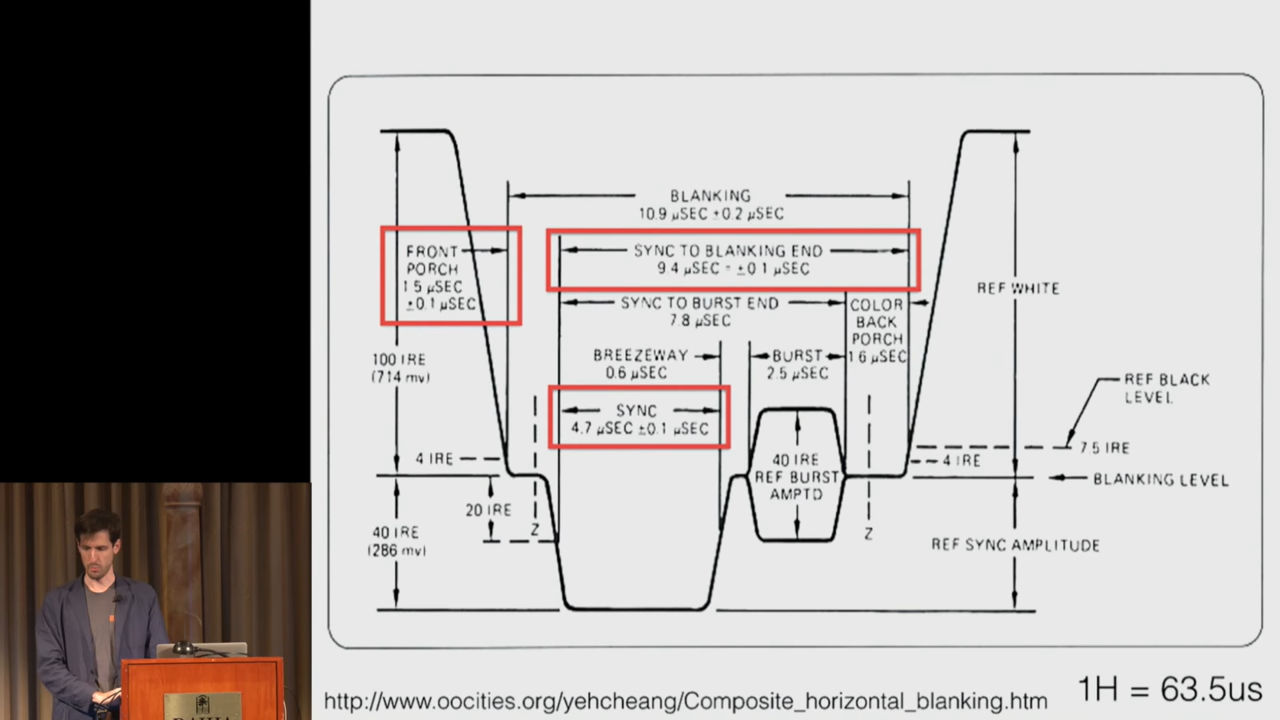 BLANKING
10.9 µSEC ±0.2 µSEC
FRONT
PORCH
1.5 µSEC
±0.1 µSEC
SYNC TO BLANKING END
9.4 µSEC = ±0.1 µSEC
SYNC TO BURST END
7.8 µSEC
COLOR
BACK
PORCH
1.6 µSEC
REF WHITE
100 IRE
(714 mv)
BREEZEWAY
0.6 µSEC
BURST
2.5 µSEC
REF BLACK
LEVEL
SYNC
4.7 µSEC ±0.1 µSEC
7.5 IRE
4 IRE
40 IRE
REF BURST
AMPTD
4 IRE
BLANKING LEVEL
20 IRE
Z
Z
40 IRE
(286 mv)
REF SYNC AMPLITUDE
http://www.oocities.org/yehcheang/Composite_horizontal_blanking.htm
1H = 63.5us